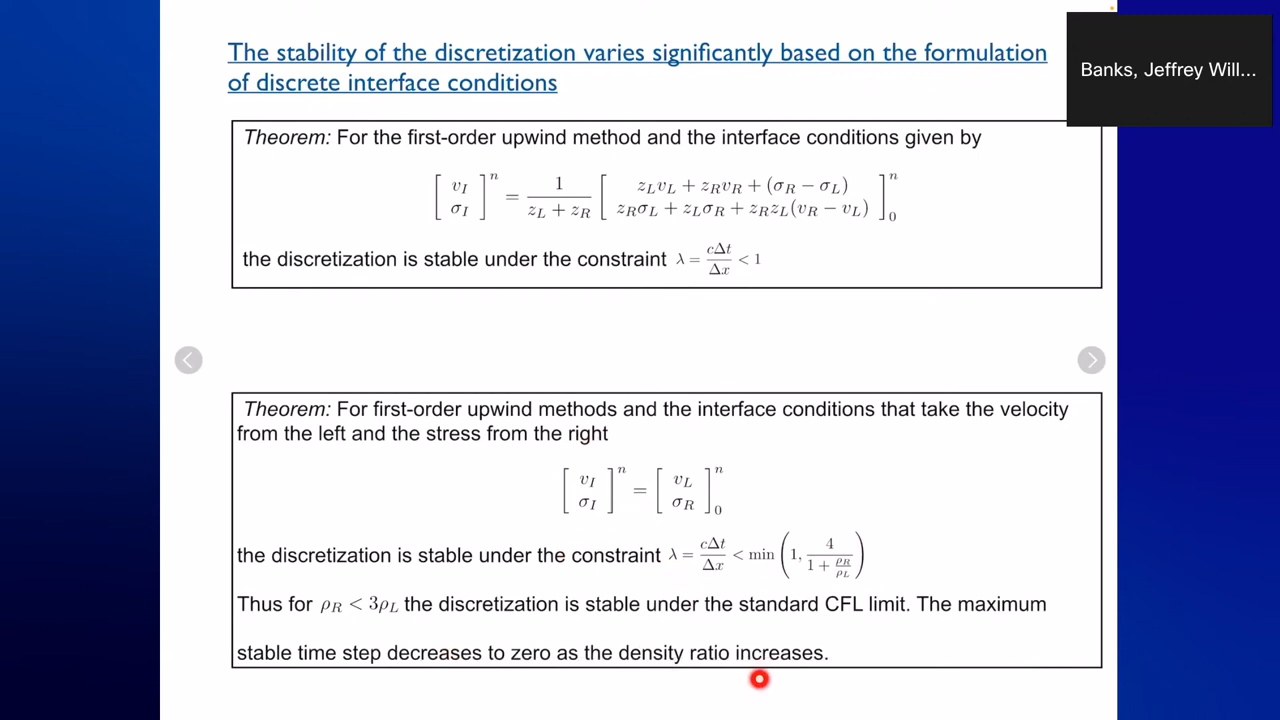 The stability of the discretization varies significantly based on the formulation
of discrete interface conditions
Banks, Jeffrey Will...
Theorem: For the first-order upwind method and the interface conditions given by
[ v_I σ_I ]^n = 1/(z_L + z_R) [ z_L v_L + z_R v_R + (σ_R − σ_L) z_R σ_L + z_L σ_R + z_R z_L (v_R − v_L) ]_0^n
the discretization is stable under the constraint λ = cΔt/Δx < 1
Theorem: For first-order upwind methods and the interface conditions that take the velocity
from the left and the stress from the right
[ v_I σ_I ]^n = [ v_L σ_R ]_0^n
the discretization is stable under the constraint λ = cΔt/Δx < min (1, 4/(1 + ρ_R/ρ_L))
Thus for ρ_R < 3ρ_L the discretization is stable under the standard CFL limit. The maximum
stable time step decreases to zero as the density ratio increases.